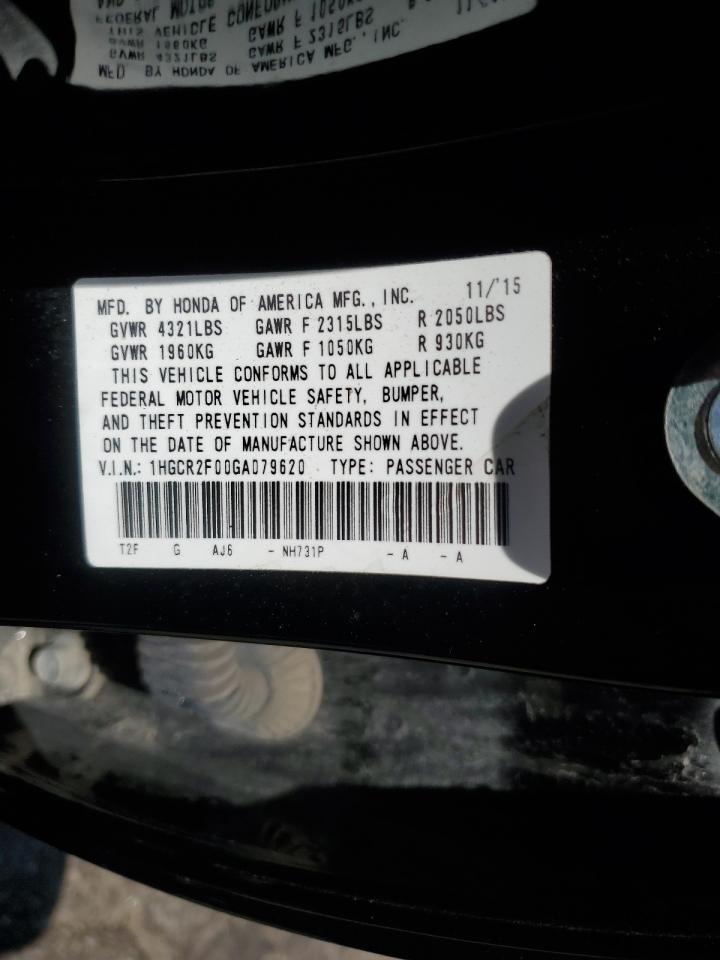 MFD. BY HONDA OF AMERICA MFG., INC. 11/'15
GVWR 4321LBS GAWR F 2315LBS R 2050LBS
GVWR 1960KG GAWR F 1050KG R 930KG
THIS VEHICLE CONFORMS TO ALL APPLICABLE
FEDERAL MOTOR VEHICLE SAFETY, BUMPER,
AND THEFT PREVENTION STANDARDS IN EFFECT
ON THE DATE OF MANUFACTURE SHOWN ABOVE.
V.I.N.: 1HGCR2F00GA079620 TYPE: PASSENGER CAR
T2F G AJ6 - NH731P - A - A